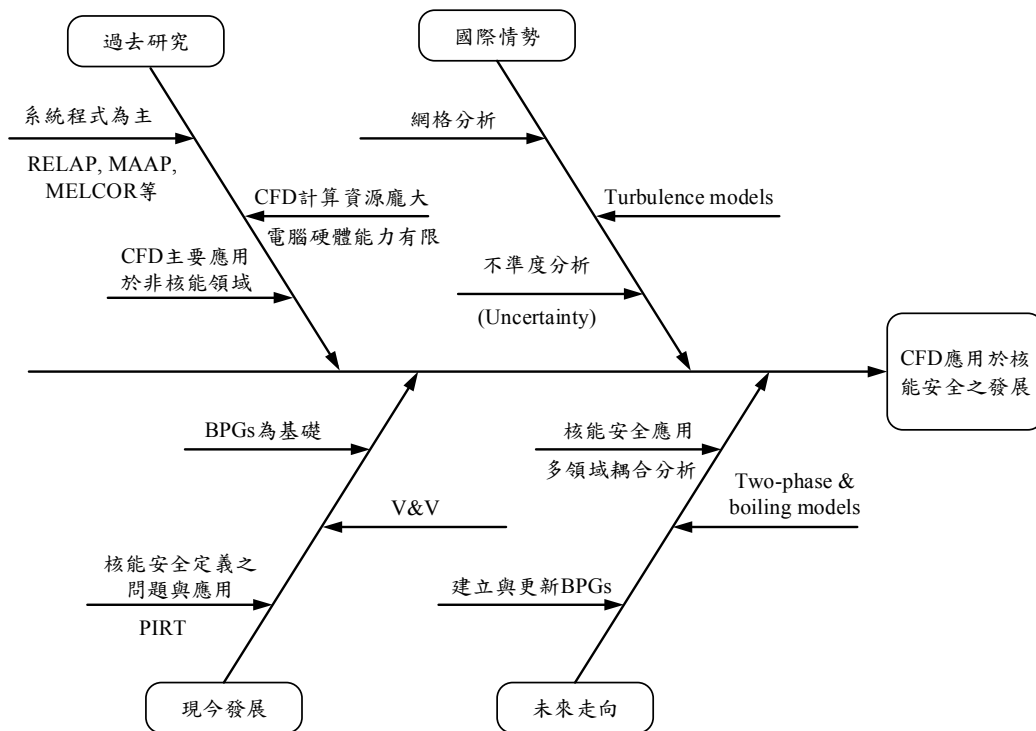 過去研究
國際情勢
系統程式為主
RELAP, MAAP,
MELCOR等
CFD計算資源龐大
電腦硬體能力有限
CFD主要應用
於非核能領域
網格分析
Turbulence models
不準度分析
(Uncertainty)
CFD應用於核
能安全之發展
BPGs為基礎
V&V
核能安全定義之
問題與應用
PIRT
核能安全應用
多領域耦合分析
Two-phase &
boiling models
建立與更新BPGs
現今發展
未來走向